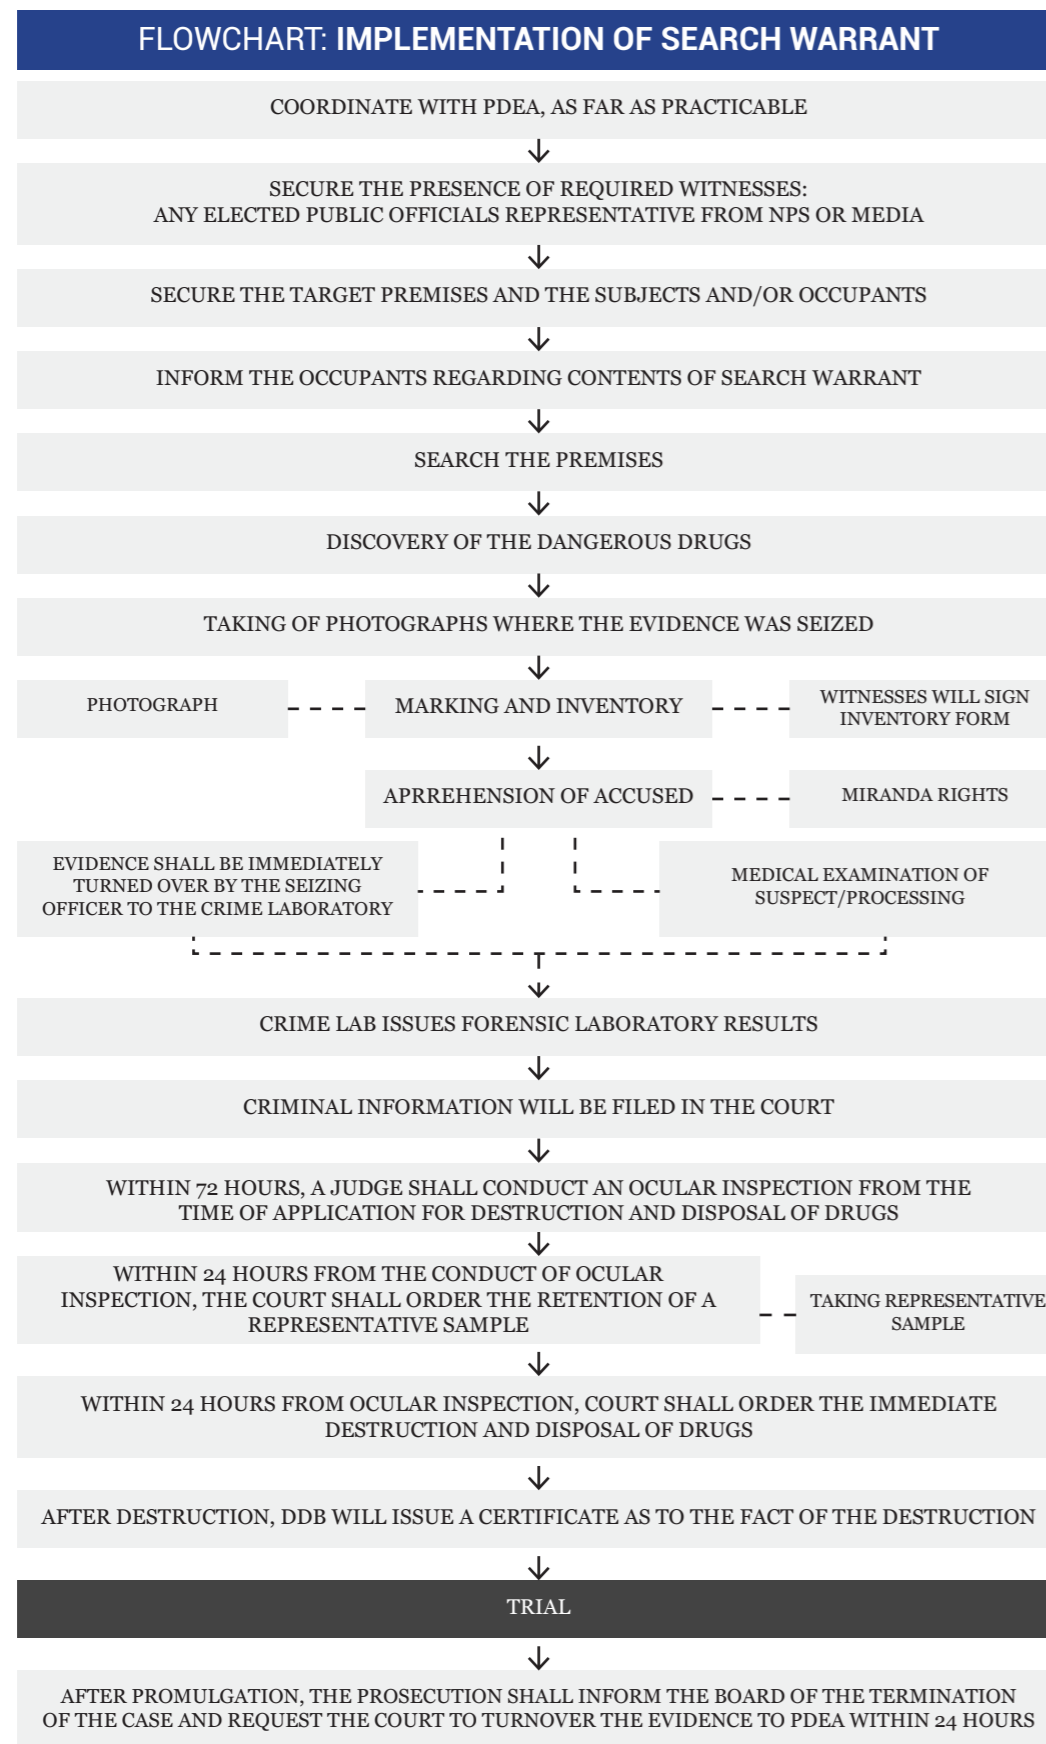 FLOWCHART: IMPLEMENTATION OF SEARCH WARRANT
COORDINATE WITH PDEA, AS FAR AS PRACTICABLE
SECURE THE PRESENCE OF REQUIRED WITNESSES:
ANY ELECTED PUBLIC OFFICIALS REPRESENTATIVE FROM NPS OR MEDIA
SECURE THE TARGET PREMISES AND THE SUBJECTS AND/OR OCCUPANTS
INFORM THE OCCUPANTS REGARDING CONTENTS OF SEARCH WARRANT
SEARCH THE PREMISES
DISCOVERY OF THE DANGEROUS DRUGS
TAKING OF PHOTOGRAPHS WHERE THE EVIDENCE WAS SEIZED
PHOTOGRAPH
MARKING AND INVENTORY
WITNESSES WILL SIGN
INVENTORY FORM
APRREHENSION OF ACCUSED
MIRANDA RIGHTS
EVIDENCE SHALL BE IMMEDIATELY
TURNED OVER BY THE SEIZING
OFFICER TO THE CRIME LABORATORY
MEDICAL EXAMINATION OF
SUSPECT/PROCESSING
CRIME LAB ISSUES FORENSIC LABORATORY RESULTS
CRIMINAL INFORMATION WILL BE FILED IN THE COURT
WITHIN 72 HOURS, A JUDGE SHALL CONDUCT AN OCULAR INSPECTION FROM THE
TIME OF APPLICATION FOR DESTRUCTION AND DISPOSAL OF DRUGS
WITHIN 24 HOURS FROM THE CONDUCT OF OCULAR
INSPECTION, THE COURT SHALL ORDER THE RETENTION OF A
REPRESENTATIVE SAMPLE
TAKING REPRESENTATIVE
SAMPLE
WITHIN 24 HOURS FROM OCULAR INSPECTION, COURT SHALL ORDER THE IMMEDIATE
DESTRUCTION AND DISPOSAL OF DRUGS
AFTER DESTRUCTION, DDB WILL ISSUE A CERTIFICATE AS TO THE FACT OF THE DESTRUCTION
TRIAL
AFTER PROMULGATION, THE PROSECUTION SHALL INFORM THE BOARD OF THE TERMINATION
OF THE CASE AND REQUEST THE COURT TO TURNOVER THE EVIDENCE TO PDEA WITHIN 24 HOURS